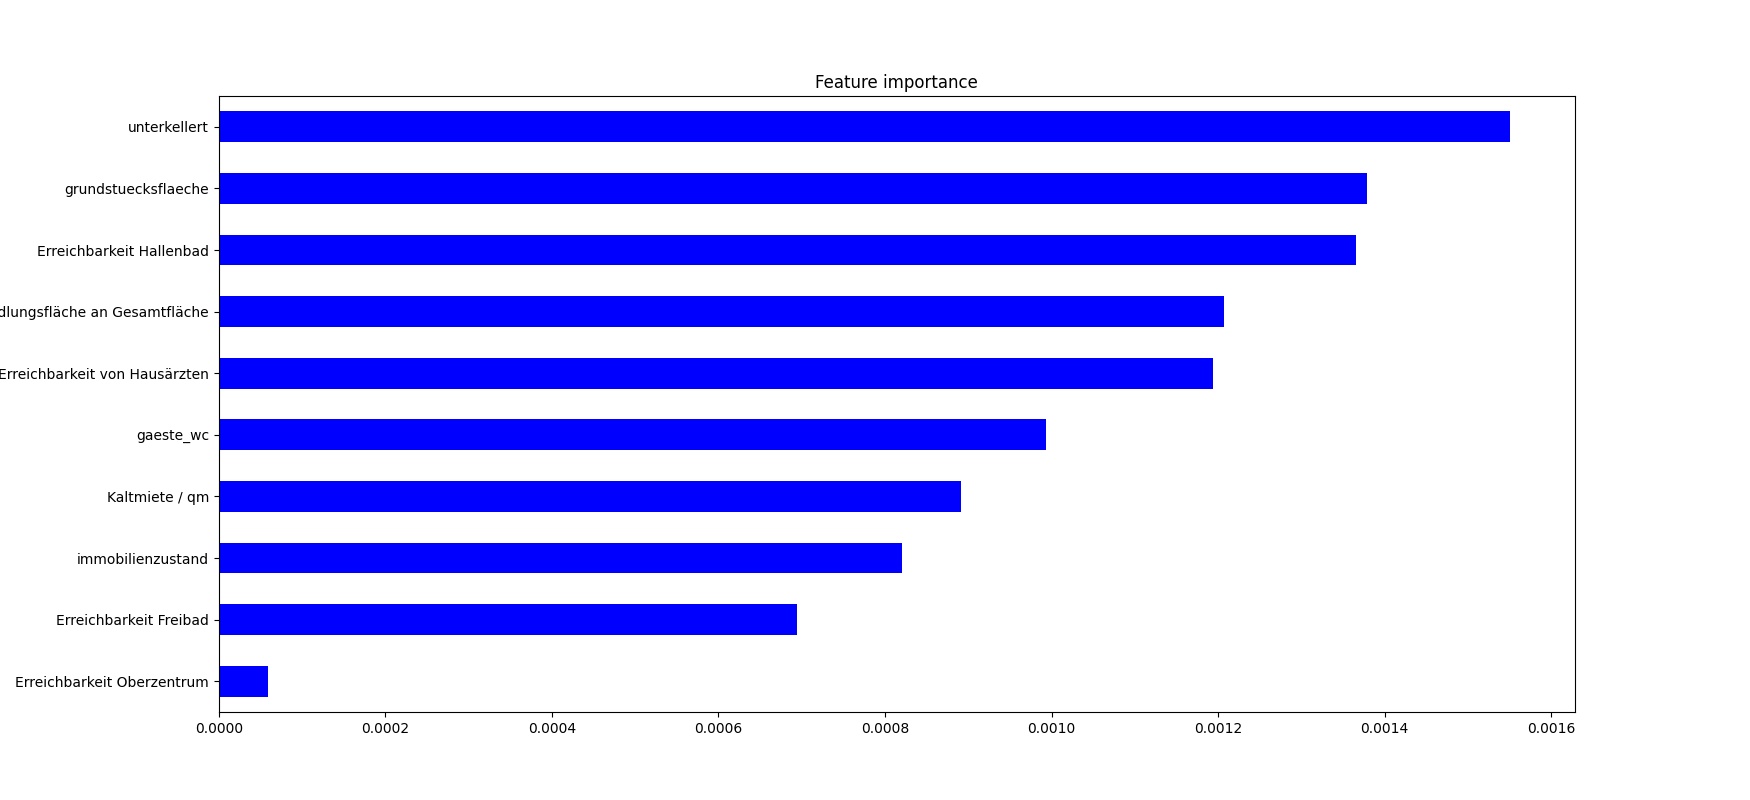 Feature importance
unterkellert
grundstuecksflaeche
Erreichbarkeit Hallenbad
an Gesamtfläche
Erreichbarkeit von Hausärzten
gaeste_wc
Kaltmiete / qm
immobilienzustand
Erreichbarkeit Freibad
Erreichbarkeit Oberzentrum
0.0000 0.0002 0.0004 0.0006 0.0008 0.0010 0.0012 0.0014 0.0016